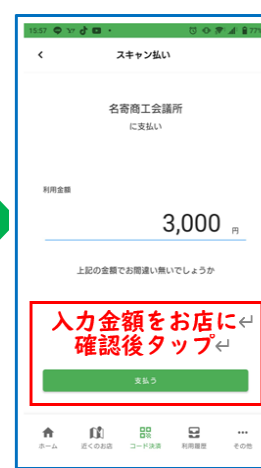 15:57 77%
スキャン払い
名寄商工会議所
に支払い
利用金額
3,000 円
上記の金額でお間違い無いでしょうか
入力金額をお店に↵
確認後タップ↵
支払う
ホーム 近くのお店 コード決済 利用履歴 その他